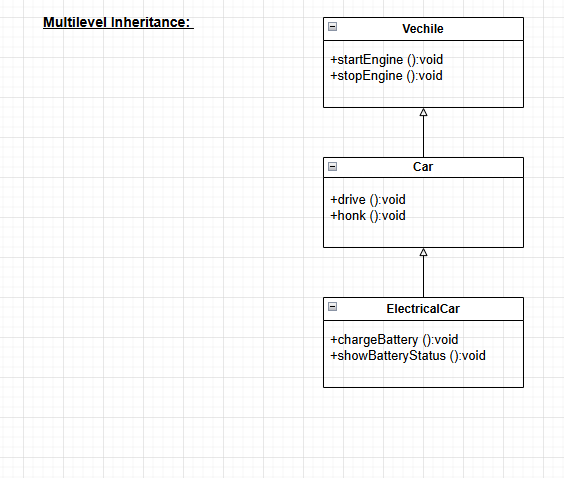 Multilevel Inheritance:
Vechile
+startEngine ():void
+stopEngine ():void
Car
+drive ():void
+honk ():void
ElectricalCar
+chargeBattery ():void
+showBatteryStatus ():void